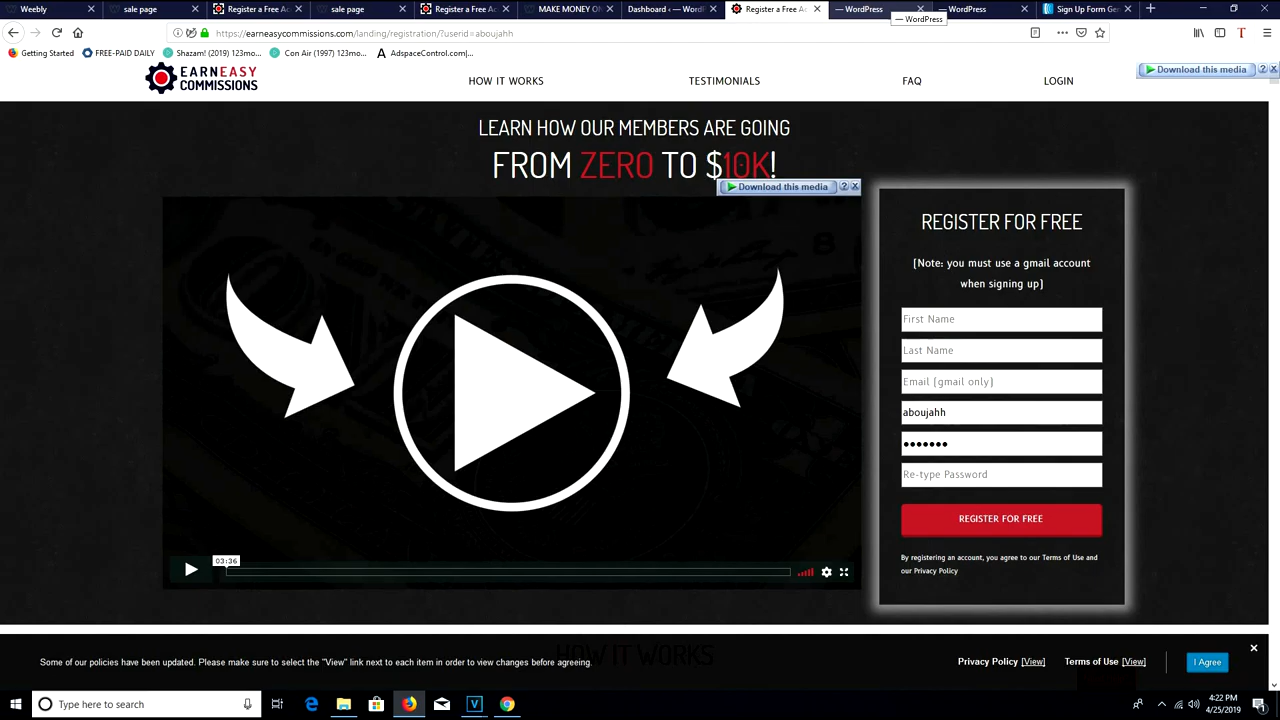 Weebly
sale page
Register a Free Ac
sale page
Register a Free Ac
MAKE MONEY ON
Dashboard ‹ — WordP
Register a Free Ac
— WordPress
— WordPress
Sign Up Form Gen
— WordPress
https://earneasycommissions.com/landing/registration/?userid=aboujahh
Getting Started
FREE-PAID DAILY
Shazam! (2019) 123mo...
Con Air (1997) 123mo...
AdspaceControl.com|...
EARNEASY
COMMISSIONS
HOW IT WORKS
TESTIMONIALS
FAQ
LOGIN
Download this media
LEARN HOW OUR MEMBERS ARE GOING
FROM ZERO TO $10K!
Download this media
REGISTER FOR FREE
[Note: you must use a gmail account
when signing up]
First Name
Last Name
Email [gmail only]
aboujahh
•••••••
Re-type Password
REGISTER FOR FREE
By registering an account, you agree to our Terms of Use and
our Privacy Policy
03:36
HOW IT WORKS
Some of our policies have been updated. Please make sure to select the "View" link next to each item in order to view changes before agreeing.
Privacy Policy [View]
Terms of Use [View]
I Agree
Type here to search
4:22 PM
4/25/2019